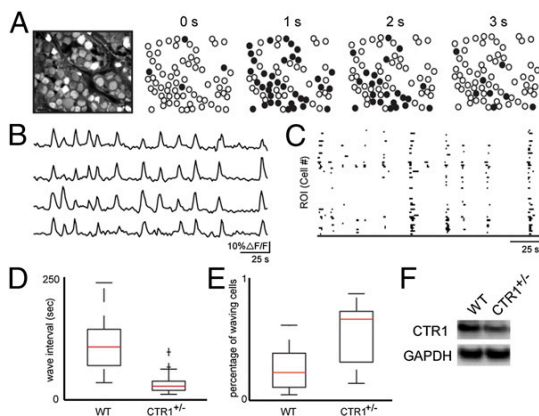 A
0 s
1 s
2 s
3 s
B
10%△F/F
25 s
C
ROI (Cell #)
25 s
D
wave interval (sec)
250
0
WT
CTR1+/-
E
percentage of waving cells
1
0
WT
CTR1+/-
F
WT
CTR1+/-
CTR1
GAPDH